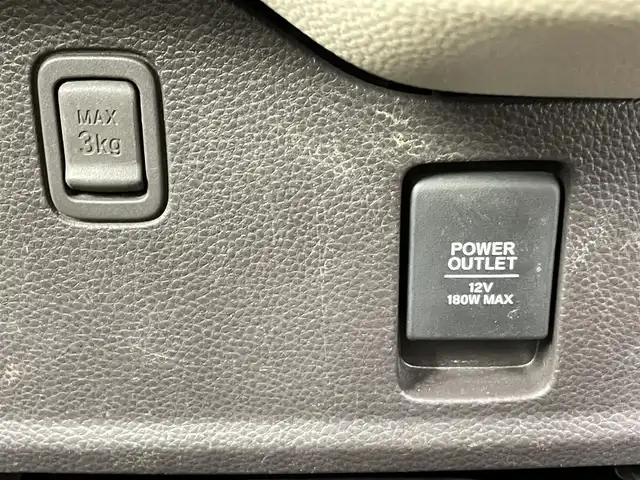 MAX
3kg
POWER
OUTLET
12V
180W MAX